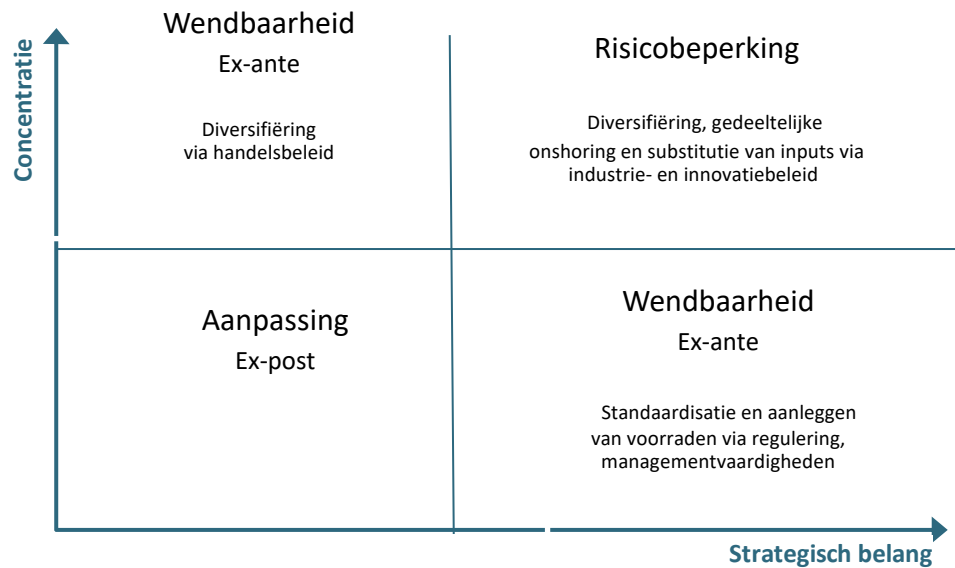 Concentratie
Wendbaarheid
Ex-ante
Diversifiëring
via handelsbeleid
Risicobeperking
Diversifiëring, gedeeltelijke
onshoring en substitutie van inputs via
industrie- en innovatiebeleid
Aanpassing
Ex-post
Wendbaarheid
Ex-ante
Standaardisatie en aanleggen
van voorraden via regulering,
managementvaardigheden
Strategisch belang